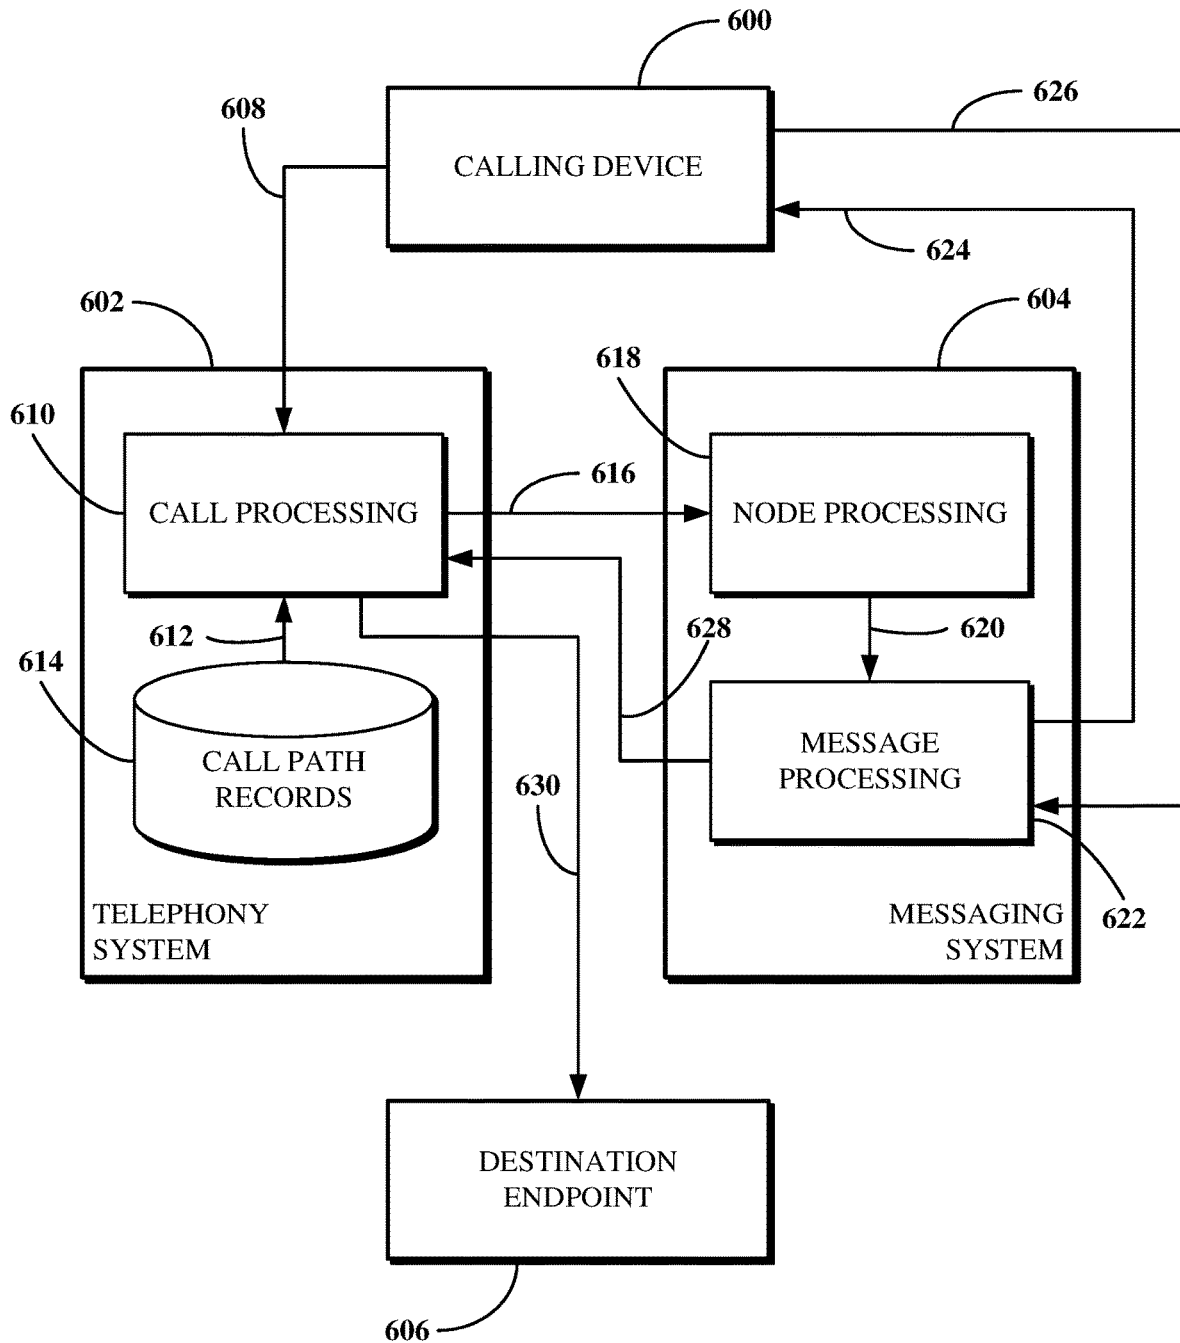 600
626
608
CALLING DEVICE
624
602
604
618
610
616
CALL PROCESSING
NODE PROCESSING
612
628
620
614
MESSAGE
PROCESSING
CALL PATH
RECORDS
630
TELEPHONY
SYSTEM
MESSAGING
SYSTEM
622
DESTINATION
ENDPOINT
606